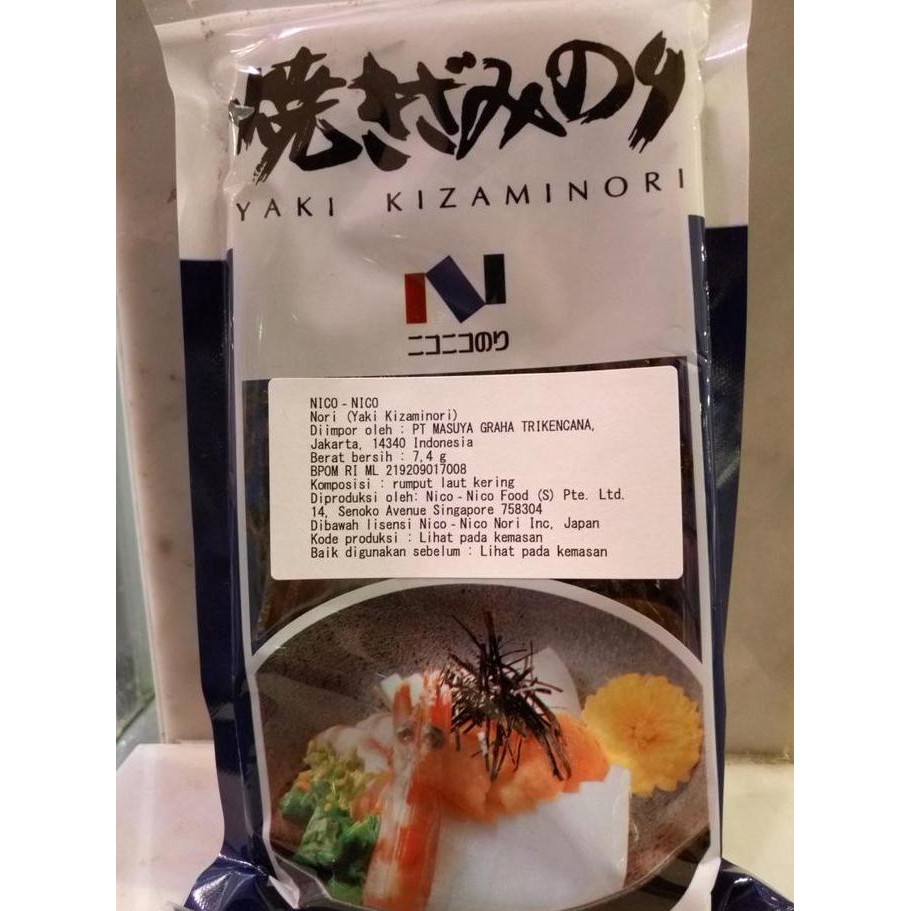 焼きざみのり
YAKI KIZAMINORI
ニコニコのり
NICO - NICO
Nori (Yaki Kizaminori)
Diimpor oleh : PT MASUYA GRAHA TRIKENCANA,
Jakarta, 14340 Indonesia
Berat bersih : 7,4 g
BPOM RI ML 219209017008
Komposisi : rumput laut kering
Diproduksi oleh: Nico - Nico Food (S) Pte. Ltd.
14, Senoko Avenue Singapore 758304
Dibawah lisensi Nico - Nico Nori Inc, Japan
Kode produksi : Lihat pada kemasan
Baik digunakan sebelum : Lihat pada kemasan